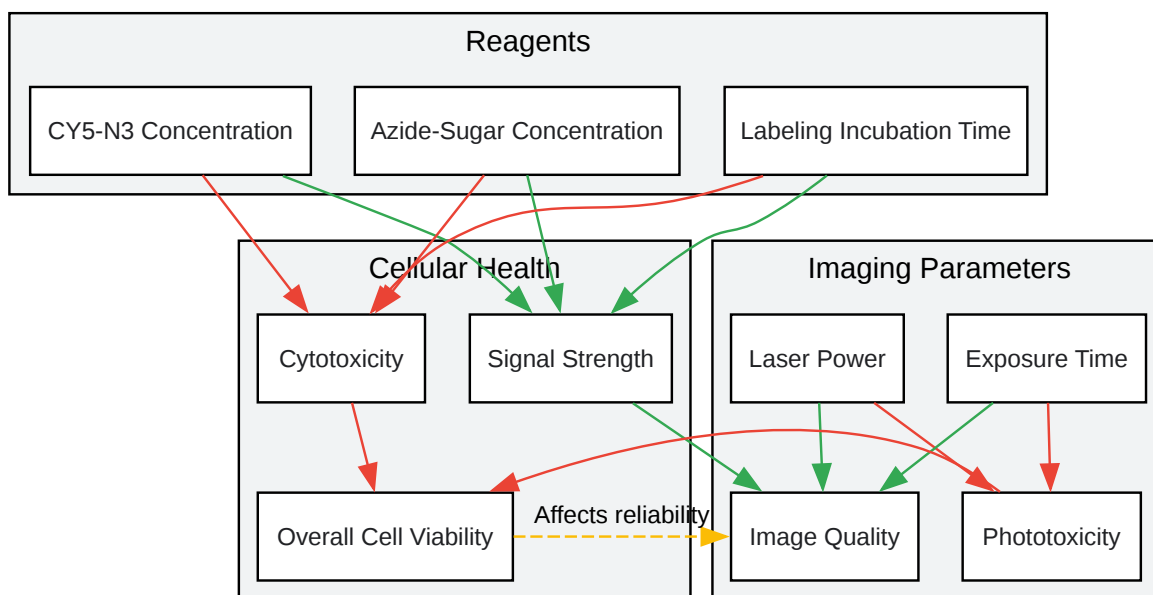 Reagents
CY5-N3 Concentration
Azide-Sugar Concentration
Labeling Incubation Time
Cellular Health
Imaging Parameters
Cytotoxicity
Signal Strength
Laser Power
Exposure Time
Affects reliability
Overall Cell Viability
Image Quality
Phototoxicity